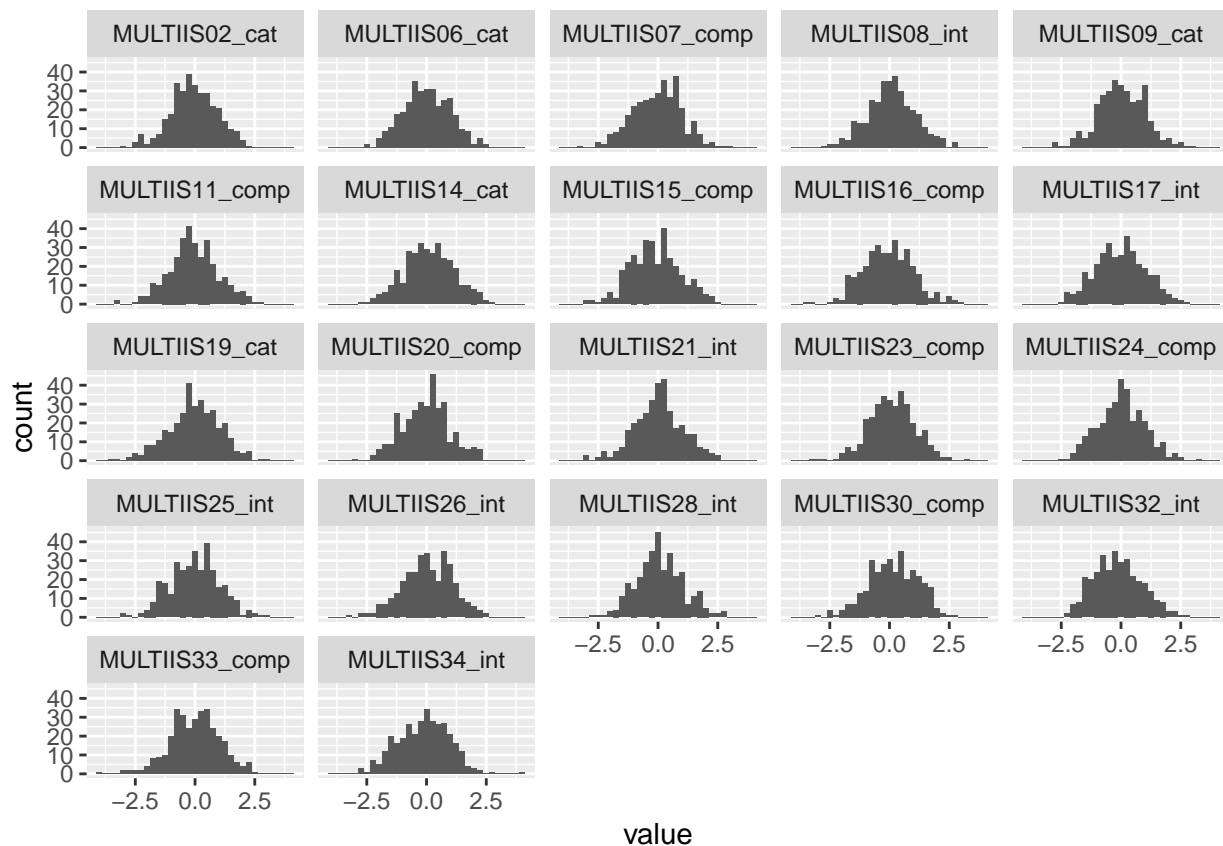 MULTIIS02_cat MULTIIS06_cat MULTIIS07_comp MULTIIS08_int MULTIIS09_cat
40
30
20
10
0
MULTIIS11_comp MULTIIS14_cat MULTIIS15_comp MULTIIS16_comp MULTIIS17_int
40
30
20
10
0
MULTIIS19_cat MULTIIS20_comp MULTIIS21_int MULTIIS23_comp MULTIIS24_comp
count
40
30
20
10
0
MULTIIS25_int MULTIIS26_int MULTIIS28_int MULTIIS30_comp MULTIIS32_int
40
30
20
10
0
−2.5 0.0 2.5 −2.5 0.0 2.5 −2.5 0.0 2.5
MULTIIS33_comp MULTIIS34_int
40
30
20
10
0
−2.5 0.0 2.5 −2.5 0.0 2.5
value